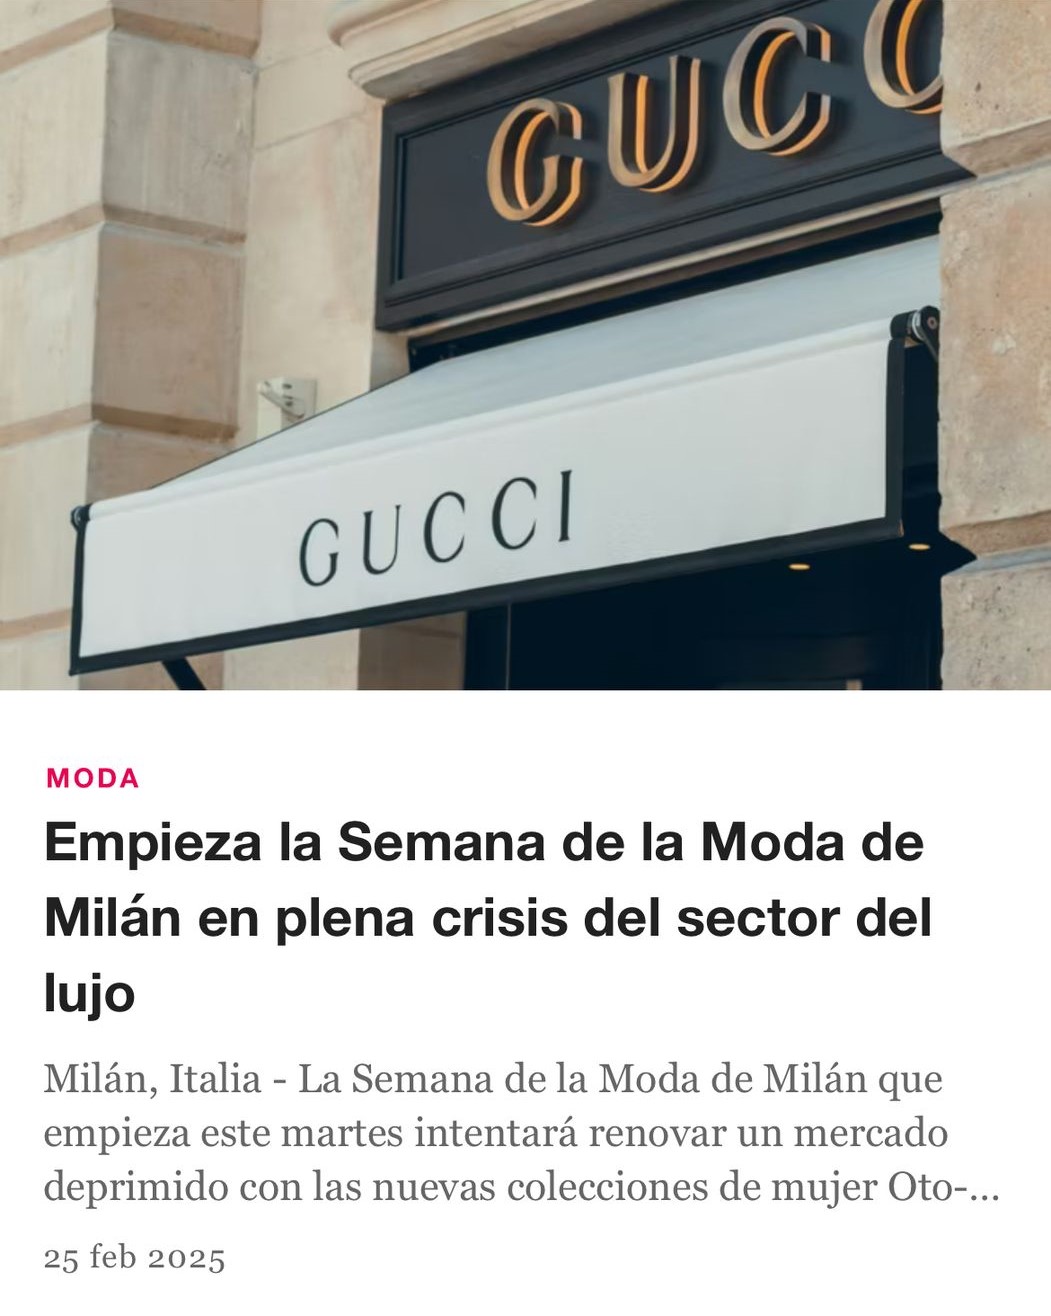 GUCC
GUCCI
MODA
Empieza la Semana de la Moda de
Milán en plena crisis del sector del
lujo
Milán, Italia - La Semana de la Moda de Milán que
empieza este martes intentará renovar un mercado
deprimido con las nuevas colecciones de mujer Oto-...
25 feb 2025